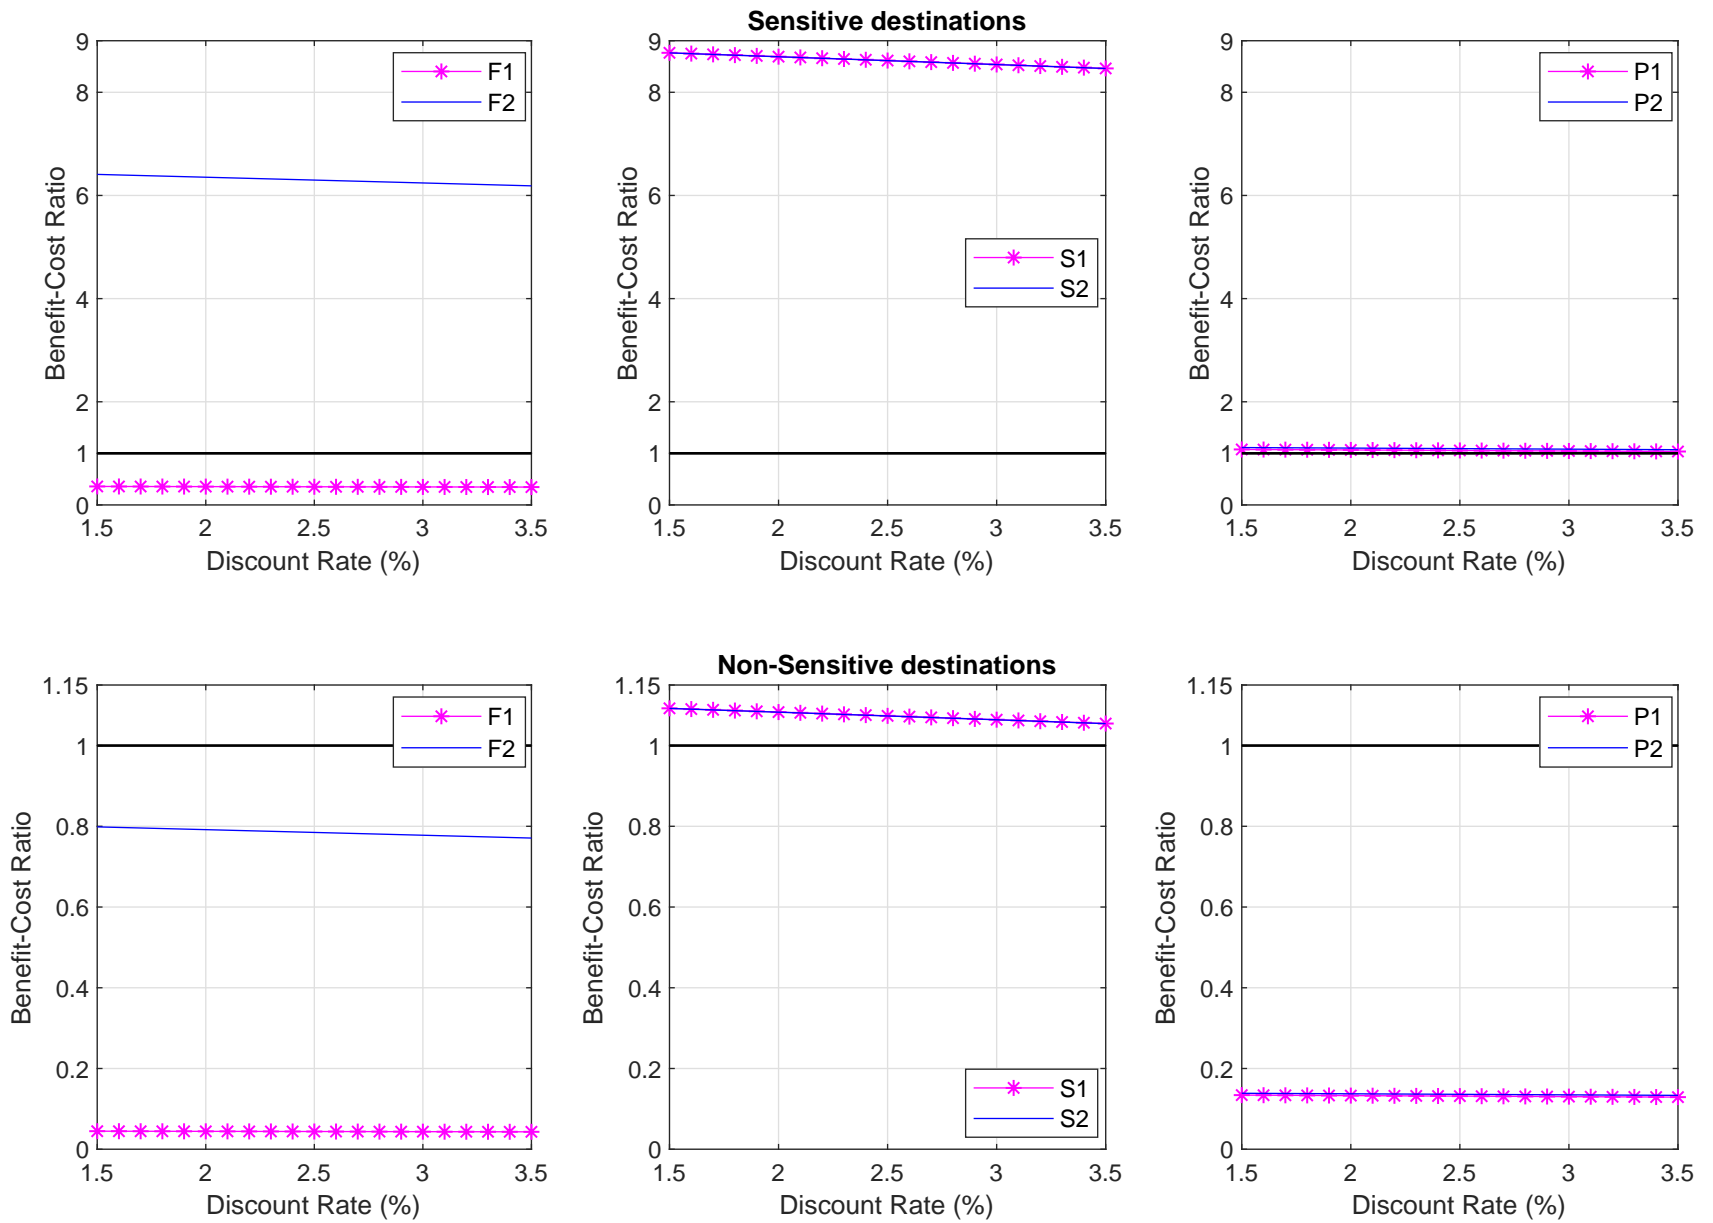 Sensitive destinations
9
8
6
4
2
1
0
1.5 2 2.5 3 3.5
Benefit-Cost Ratio
Discount Rate (%)
F1
F2
9
8
6
4
2
1
0
1.5 2 2.5 3 3.5
Benefit-Cost Ratio
Discount Rate (%)
S1
S2
9
8
6
4
2
1
0
1.5 2 2.5 3 3.5
Benefit-Cost Ratio
Discount Rate (%)
P1
P2
Non-Sensitive destinations
1.15
1
0.8
0.6
0.4
0.2
0
1.5 2 2.5 3 3.5
Benefit-Cost Ratio
Discount Rate (%)
F1
F2
1.15
1
0.8
0.6
0.4
0.2
0
1.5 2 2.5 3 3.5
Benefit-Cost Ratio
Discount Rate (%)
S1
S2
1.15
1
0.8
0.6
0.4
0.2
0
1.5 2 2.5 3 3.5
Benefit-Cost Ratio
Discount Rate (%)
P1
P2